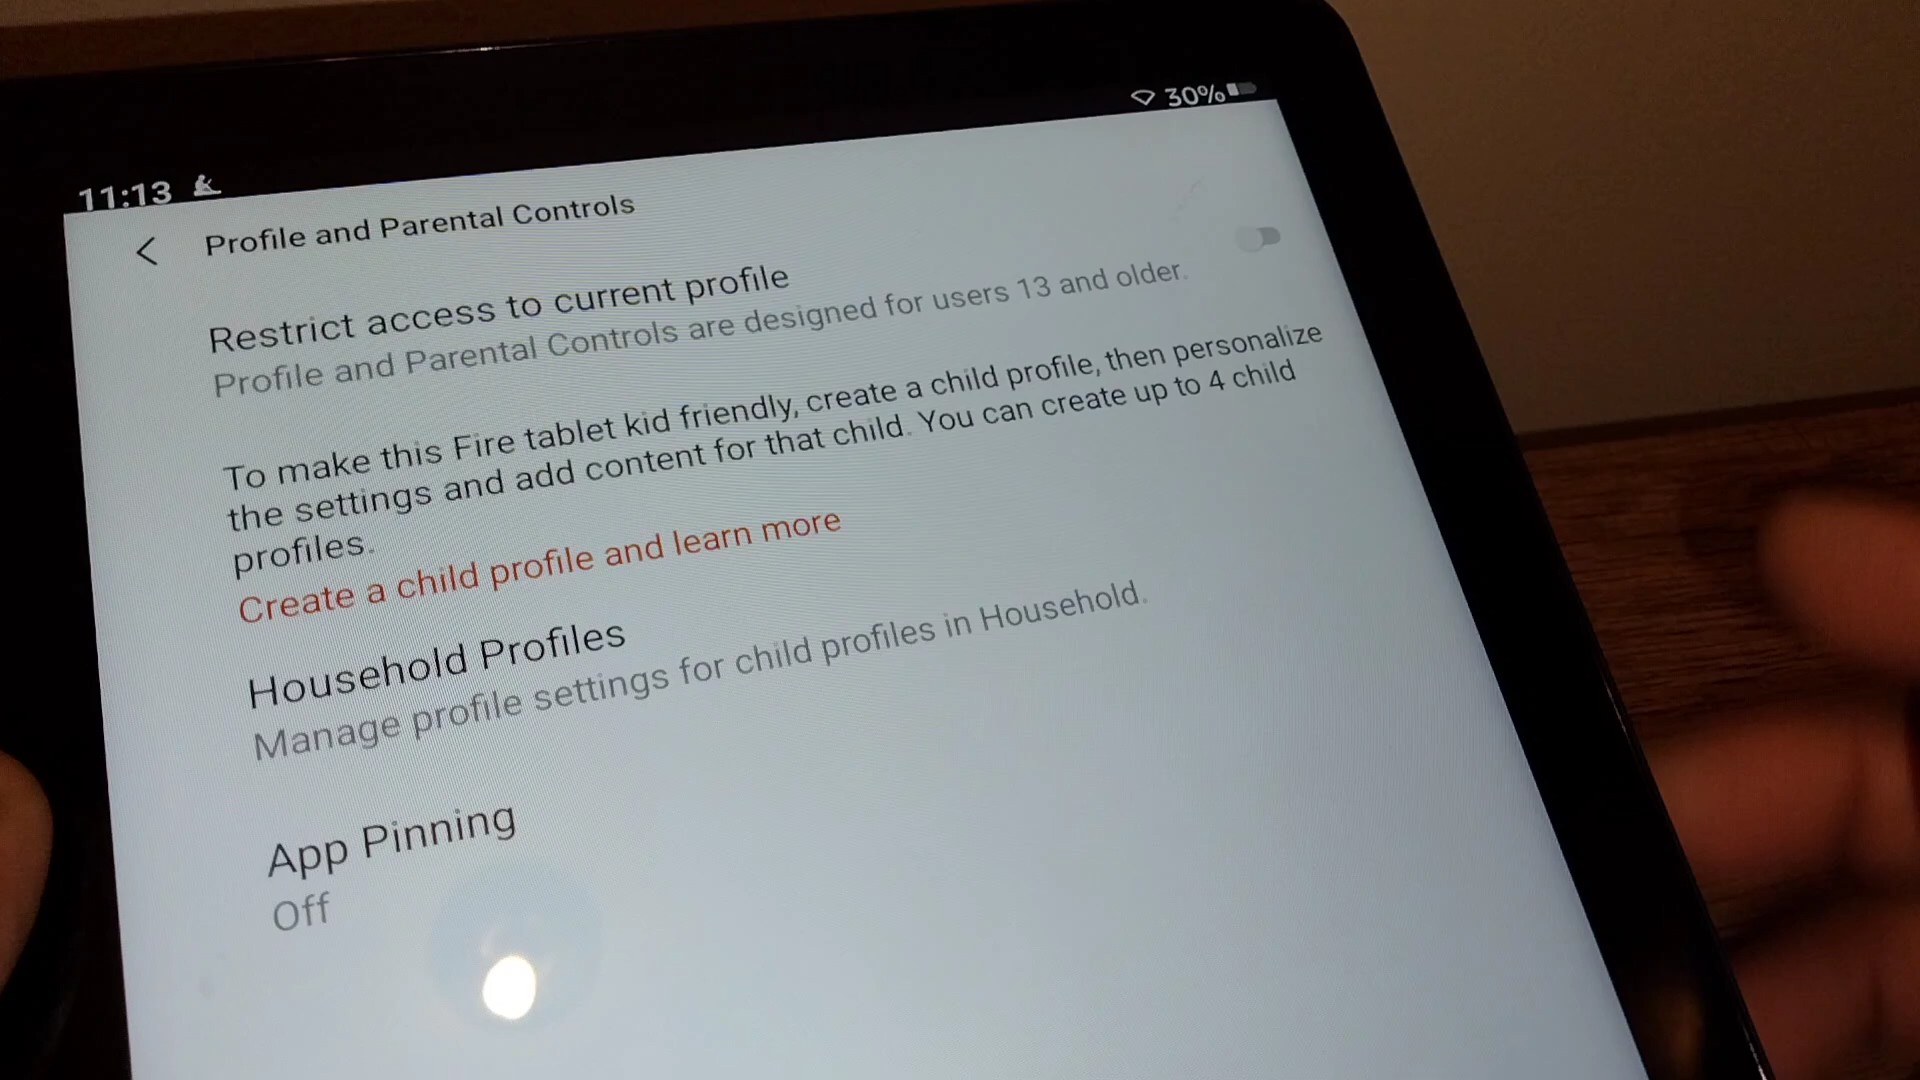 11:13
30%
Profile and Parental Controls
Restrict access to current profile
Profile and Parental Controls are designed for users 13 and older.
To make this Fire tablet kid friendly, create a child profile, then personalize
the settings and add content for that child. You can create up to 4 child
profiles.
Create a child profile and learn more
Household Profiles
Manage profile settings for child profiles in Household.
App Pinning
Off